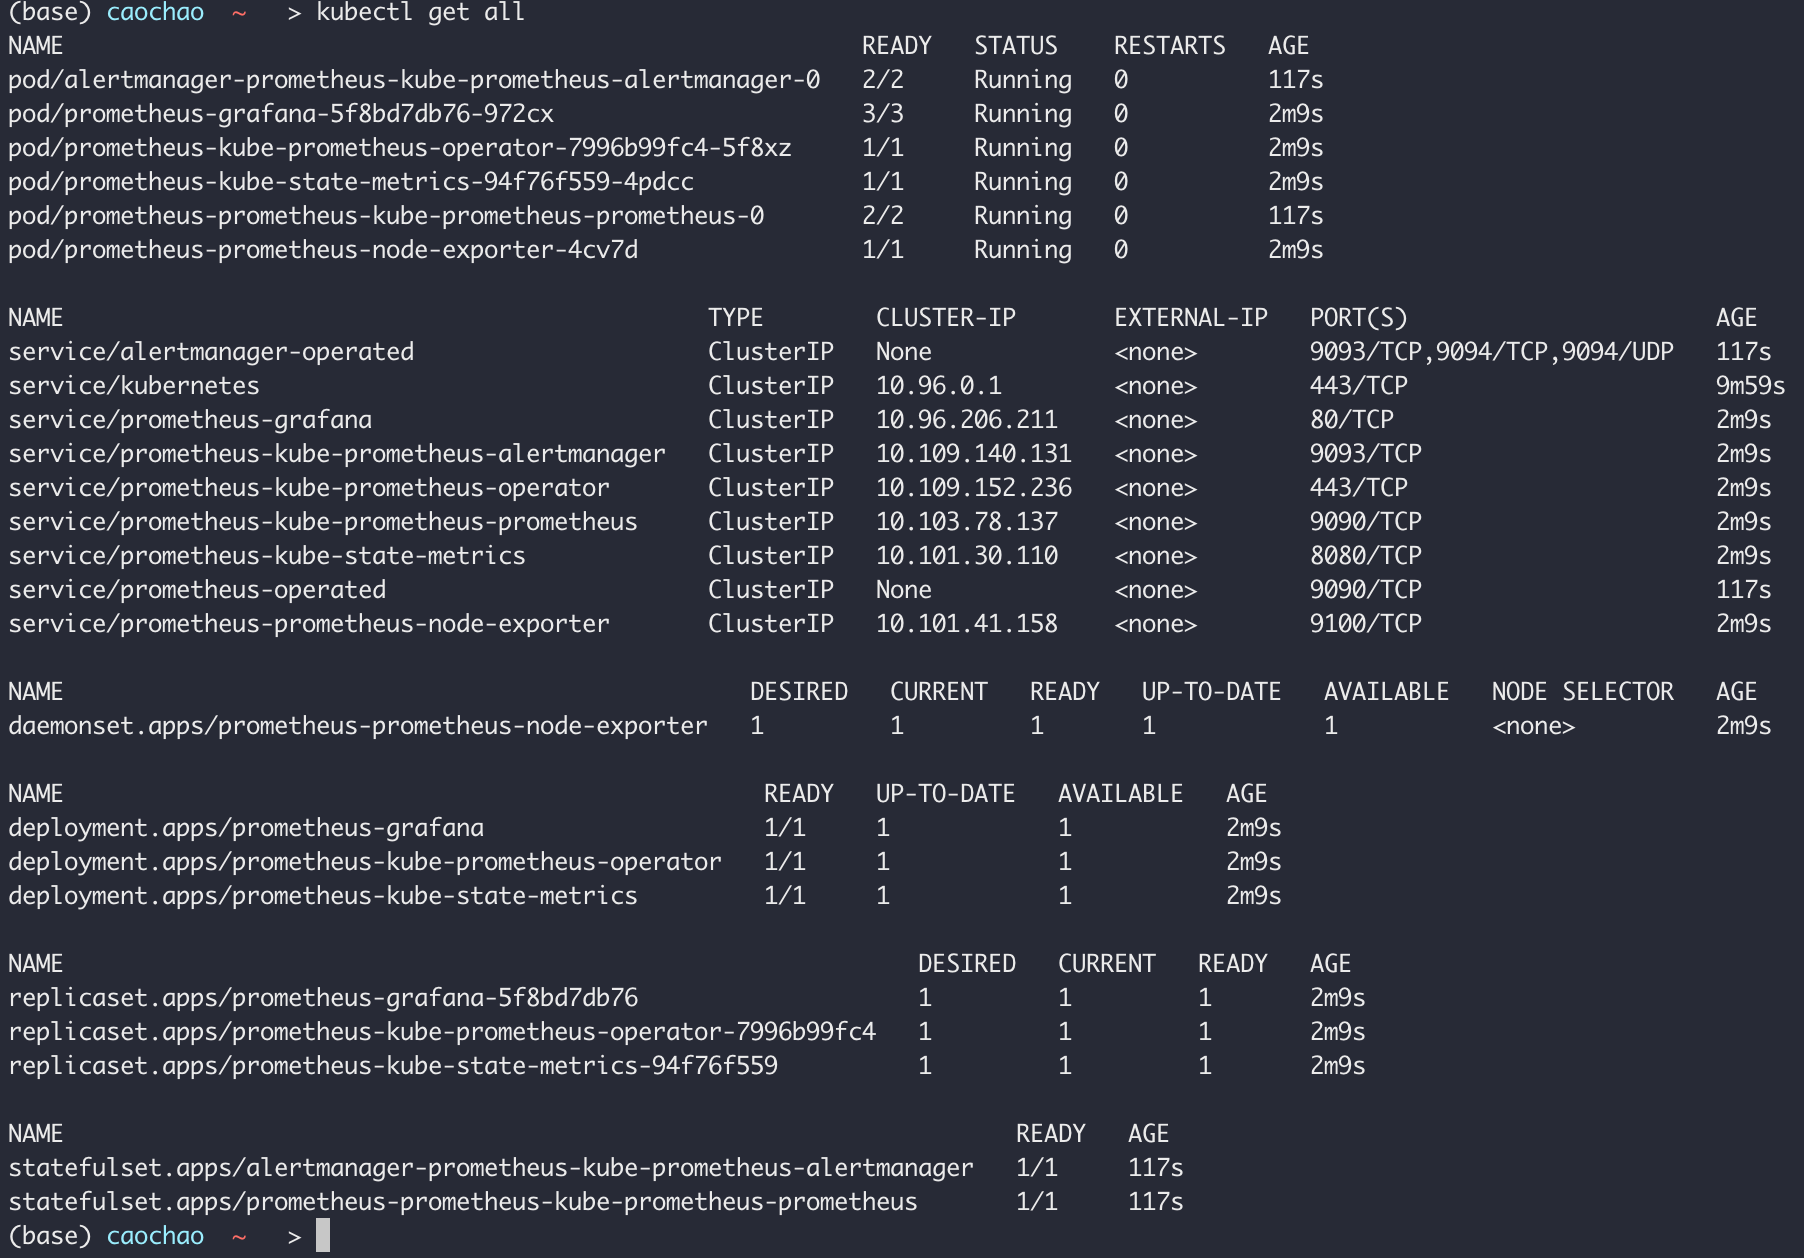 (base) caochao ~ > kubectl get all
NAME READY STATUS RESTARTS AGE
pod/alertmanager-prometheus-kube-prometheus-alertmanager-0 2/2 Running 0 117s
pod/prometheus-grafana-5f8bd7db76-972cx 3/3 Running 0 2m9s
pod/prometheus-kube-prometheus-operator-7996b99fc4-5f8xz 1/1 Running 0 2m9s
pod/prometheus-kube-state-metrics-94f76f559-4pdcc 1/1 Running 0 2m9s
pod/prometheus-prometheus-kube-prometheus-prometheus-0 2/2 Running 0 117s
pod/prometheus-prometheus-node-exporter-4cv7d 1/1 Running 0 2m9s
NAME TYPE CLUSTER-IP EXTERNAL-IP PORT(S) AGE
service/alertmanager-operated ClusterIP None <none> 9093/TCP,9094/TCP,9094/UDP 117s
service/kubernetes ClusterIP 10.96.0.1 <none> 443/TCP 9m59s
service/prometheus-grafana ClusterIP 10.96.206.211 <none> 80/TCP 2m9s
service/prometheus-kube-prometheus-alertmanager ClusterIP 10.109.140.131 <none> 9093/TCP 2m9s
service/prometheus-kube-prometheus-operator ClusterIP 10.109.152.236 <none> 443/TCP 2m9s
service/prometheus-kube-prometheus-prometheus ClusterIP 10.103.78.137 <none> 9090/TCP 2m9s
service/prometheus-kube-state-metrics ClusterIP 10.101.30.110 <none> 8080/TCP 2m9s
service/prometheus-operated ClusterIP None <none> 9090/TCP 117s
service/prometheus-prometheus-node-exporter ClusterIP 10.101.41.158 <none> 9100/TCP 2m9s
NAME DESIRED CURRENT READY UP-TO-DATE AVAILABLE NODE SELECTOR AGE
daemonset.apps/prometheus-prometheus-node-exporter 1 1 1 1 1 <none> 2m9s
NAME READY UP-TO-DATE AVAILABLE AGE
deployment.apps/prometheus-grafana 1/1 1 1 2m9s
deployment.apps/prometheus-kube-prometheus-operator 1/1 1 1 2m9s
deployment.apps/prometheus-kube-state-metrics 1/1 1 1 2m9s
NAME DESIRED CURRENT READY AGE
replicaset.apps/prometheus-grafana-5f8bd7db76 1 1 1 2m9s
replicaset.apps/prometheus-kube-prometheus-operator-7996b99fc4 1 1 1 2m9s
replicaset.apps/prometheus-kube-state-metrics-94f76f559 1 1 1 2m9s
NAME READY AGE
statefulset.apps/alertmanager-prometheus-kube-prometheus-alertmanager 1/1 117s
statefulset.apps/prometheus-prometheus-kube-prometheus-prometheus 1/1 117s
(base) caochao ~ >